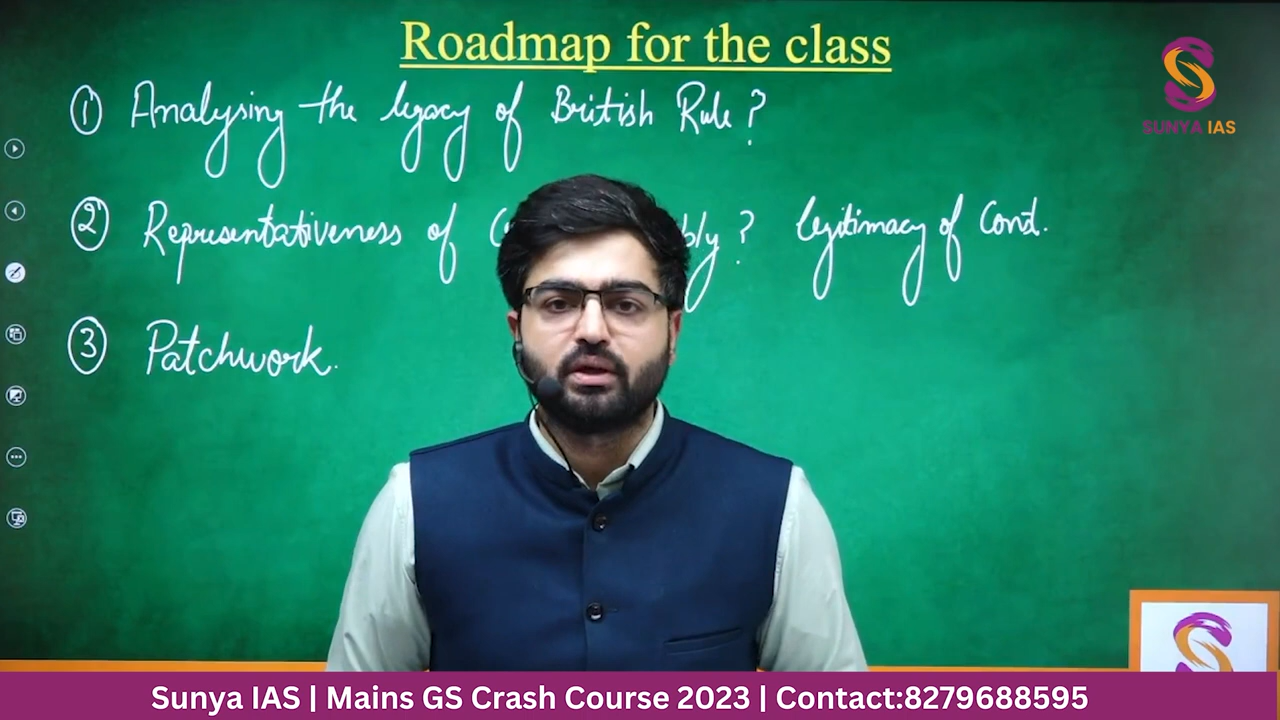 Roadmap for the class
SUNYA IAS
① Analysing the legacy of British Rule ?
② Representativeness of C bly ? legitimacy of Const.
③ Patchwork.
Sunya IAS | Mains GS Crash Course 2023 | Contact:8279688595